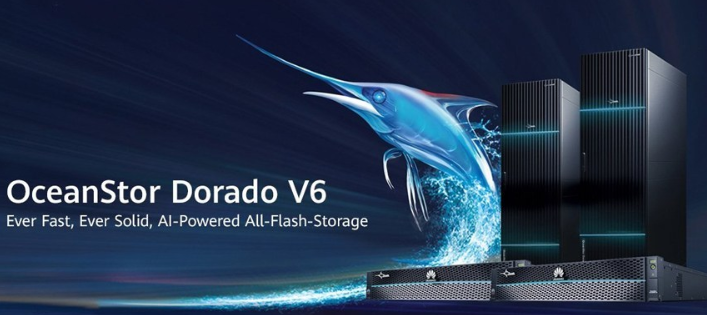 OceanStor Dorado V6
Ever Fast, Ever Solid, AI-Powered All-Flash-Storage